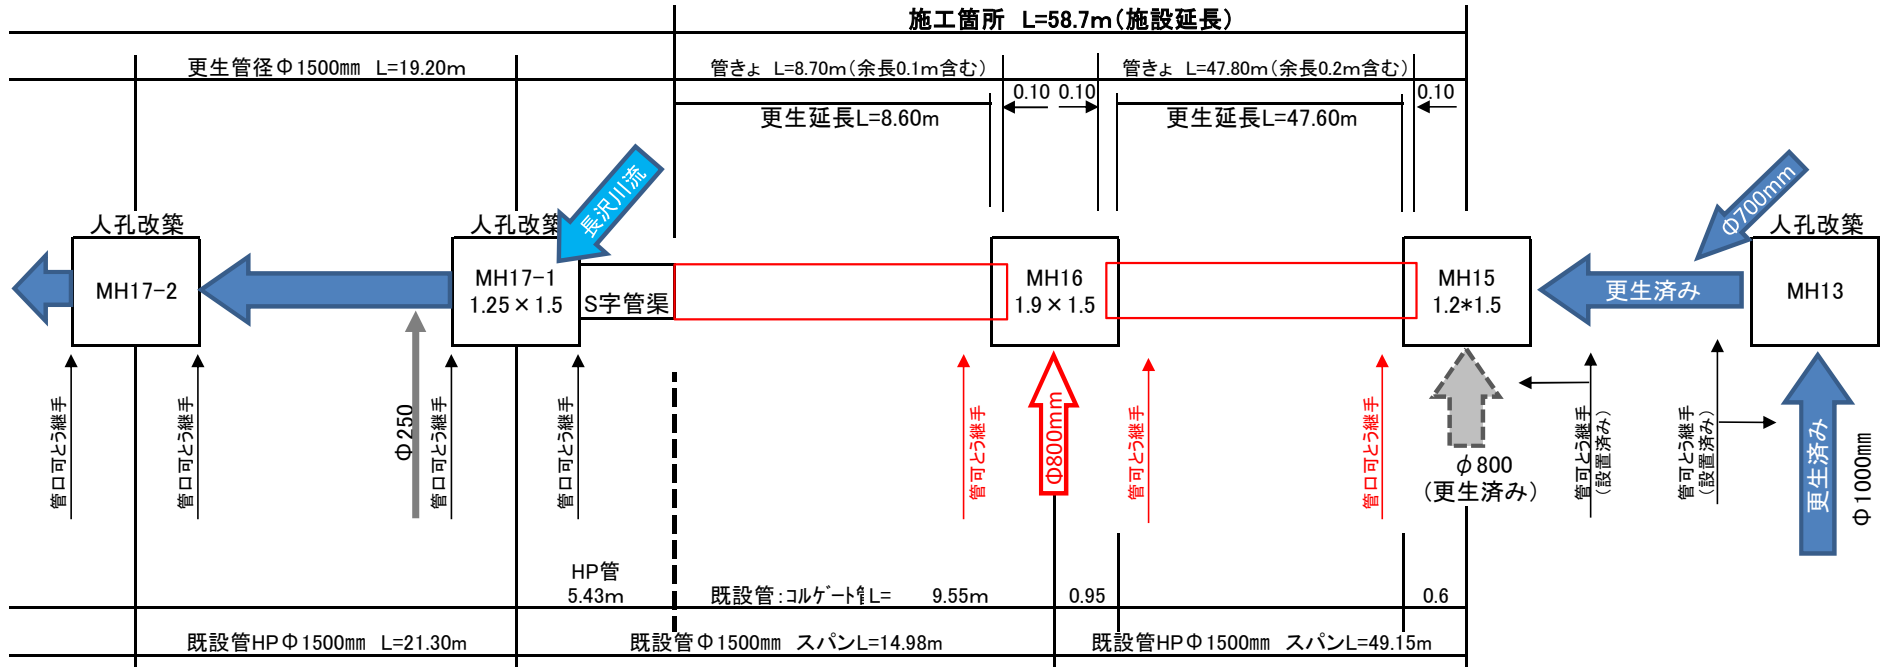 施工箇所 L=58.7m(施設延長)
更生管径Φ1500㎜ L=19.20m
管きょ L=8.70m(余長0.1m含む)
管きょ L=47.80m(余長0.2m含む)
0.10
0.10
0.10
更生延長L=8.60m
更生延長L=47.60m
長沢川流
Φ700mm
人孔改築
人孔改築
人孔改築
MH17-2
MH17-1
1.25×1.5
S字管渠
MH16
1.9×1.5
MH15
1.2*1.5
更生済み
MH13
管口可とう継手
管口可とう継手
Φ250
管口可とう継手
管口可とう継手
管可とう継手
Φ800mm
管可とう継手
管口可とう継手
φ800
(更生済み)
管可とう継手
(設置済み)
管可とう継手
(設置済み)
更生済み
Φ1000mm
HP管
5.43m
既設管:コルゲート管L= 9.55m
0.95
0.6
既設管HPΦ1500㎜ L=21.30m
既設管Φ1500㎜ スパンL=14.98m
既設管HPΦ1500㎜ スパンL=49.15m